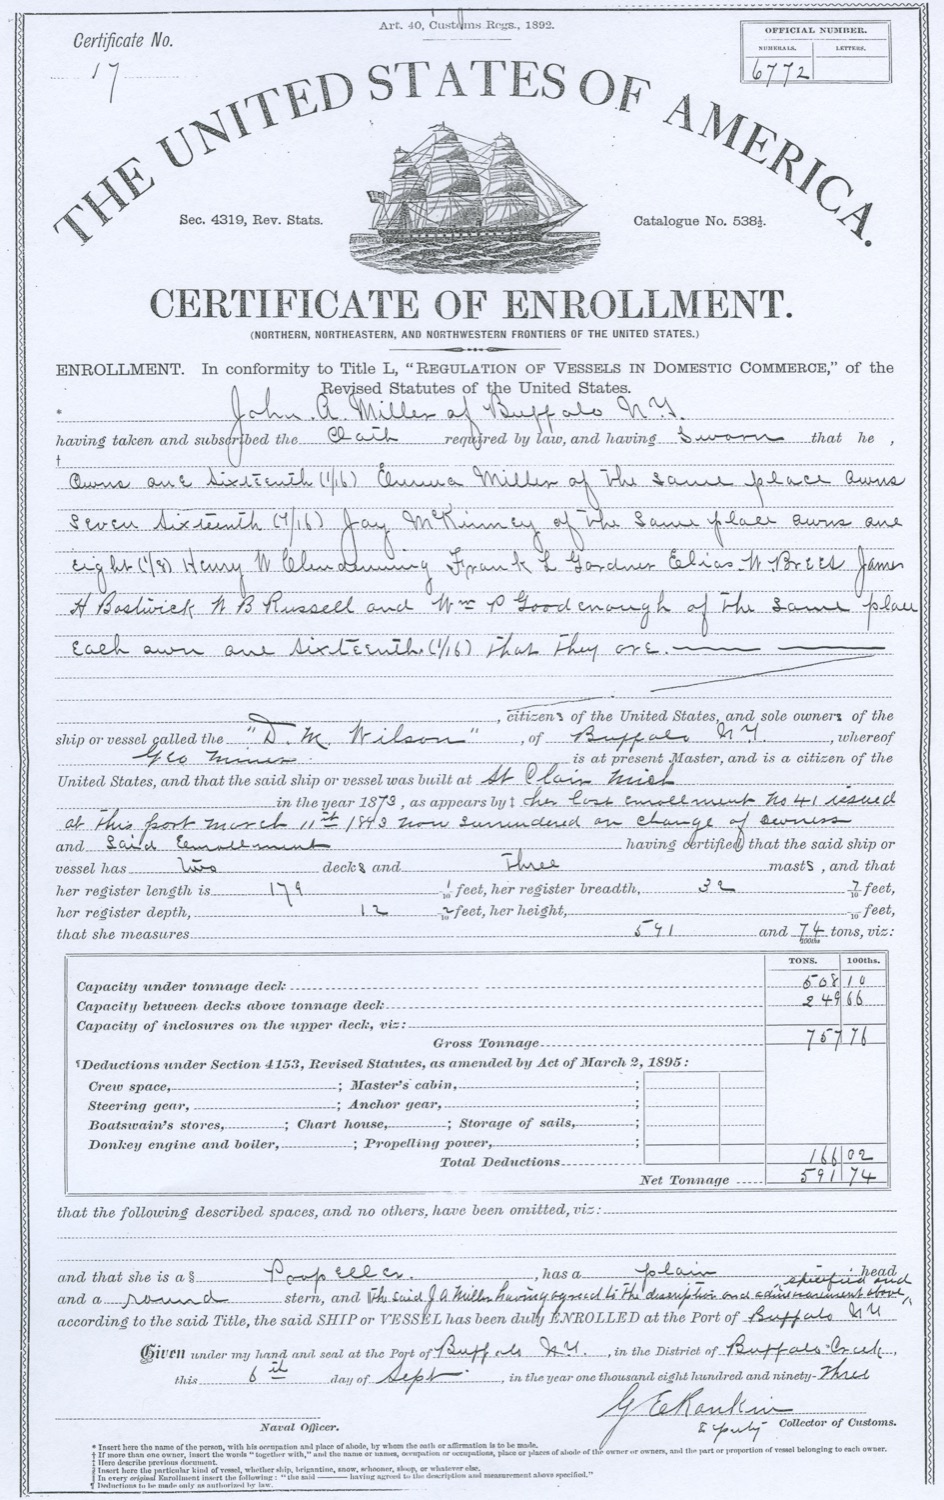 Art. 40, Customs Regs., 1892.
Certificate No.
17
OFFICIAL NUMBER.
NUMERALS. LETTERS.
6772
THE UNITED STATES OF AMERICA.
Sec. 4319, Rev. Stats.
Catalogue No. 538½.
CERTIFICATE OF ENROLLMENT.
(NORTHERN, NORTHEASTERN, AND NORTHWESTERN FRONTIERS OF THE UNITED STATES.)
ENROLLMENT. In conformity to Title L, “REGULATION OF VESSELS IN DOMESTIC COMMERCE,” of the
Revised Statutes of the United States.
* John A. Miller of Buffalo N.Y.
having taken and subscribed the Oath required by law, and having Sworn that he ,
†
Owns one Sixteenth (1/16) Emma Miller of the same place owns
Seven Sixteenth (7/16) Jay McKinney of the same place owns one
eight (1/8) Henry W Clendenning Frank L Gardner Elias W Brees James
H Bostwick W B Russell and Wm P Goodenough of the same place
Each own one sixteenth (1/16) that they are.
, citizens of the United States, and sole owners of the
ship or vessel called the "D. M Wilson" , of Buffalo N.Y. , whereof
Geo Miner is at present Master, and is a citizen of the
United States, and that the said ship or vessel was built at St Clair Mich
in the year 1873, as appears by ‡ her last enrollment No 41 issued
at this port March 11th 1893 now surrendered on change of owners
and Said Enrollment having certified that the said ship or
vessel has two decks and three masts, and that
her register length is 179 1/10 feet, her register breadth, 32 7/10 feet,
her register depth, 12 2/10 feet, her height, /10 feet,
that she measures 591 and 74/100ths tons, viz:
TONS. 100ths.
Capacity under tonnage deck 508 10
Capacity between decks above tonnage deck 249 66
Capacity of inclosures on the upper deck, viz:
Gross Tonnage 757 76
¶Deductions under Section 4153, Revised Statutes, as amended by Act of March 2, 1895:
Crew space, ; Master's cabin, ;
Steering gear, ; Anchor gear, ;
Boatswain's stores, ; Chart house, ; Storage of sails, ;
Donkey engine and boiler, ; Propelling power, ;
Total Deductions 166 02
Net Tonnage 591 74
that the following described spaces, and no others, have been omitted, viz:
and that she is a § Propeller. , has a plain head
and a round stern, and the said J A Miller having agreed to the description and admeasurement above specified and
according to the said Title, the said SHIP or VESSEL has been duly ENROLLED at the Port of Buffalo N Y
Given under my hand and seal at the Port of Buffalo N.Y. , in the District of Buffalo Creek ,
this 6th day of Sept , in the year one thousand eight hundred and ninety-three
G E Rankin
Deputy Collector of Customs.
Naval Officer.
* Insert here the name of the person, with his occupation and place of abode, by whom the oath or affirmation is to be made.
† If more than one owner, insert the words “together with,” and the name or names, occupation or occupations, place or places of abode of the owner or owners, and the part or proportion of vessel belonging to each owner.
‡ Here describe previous document.
§ Insert here the particular kind of vessel, whether ship, brigantine, snow, schooner, sloop, or whatever else.
‖ In every original Enrollment insert the following: “the said —— having agreed to the description and measurement above specified.”
¶ Deductions to be made only as authorized by law.